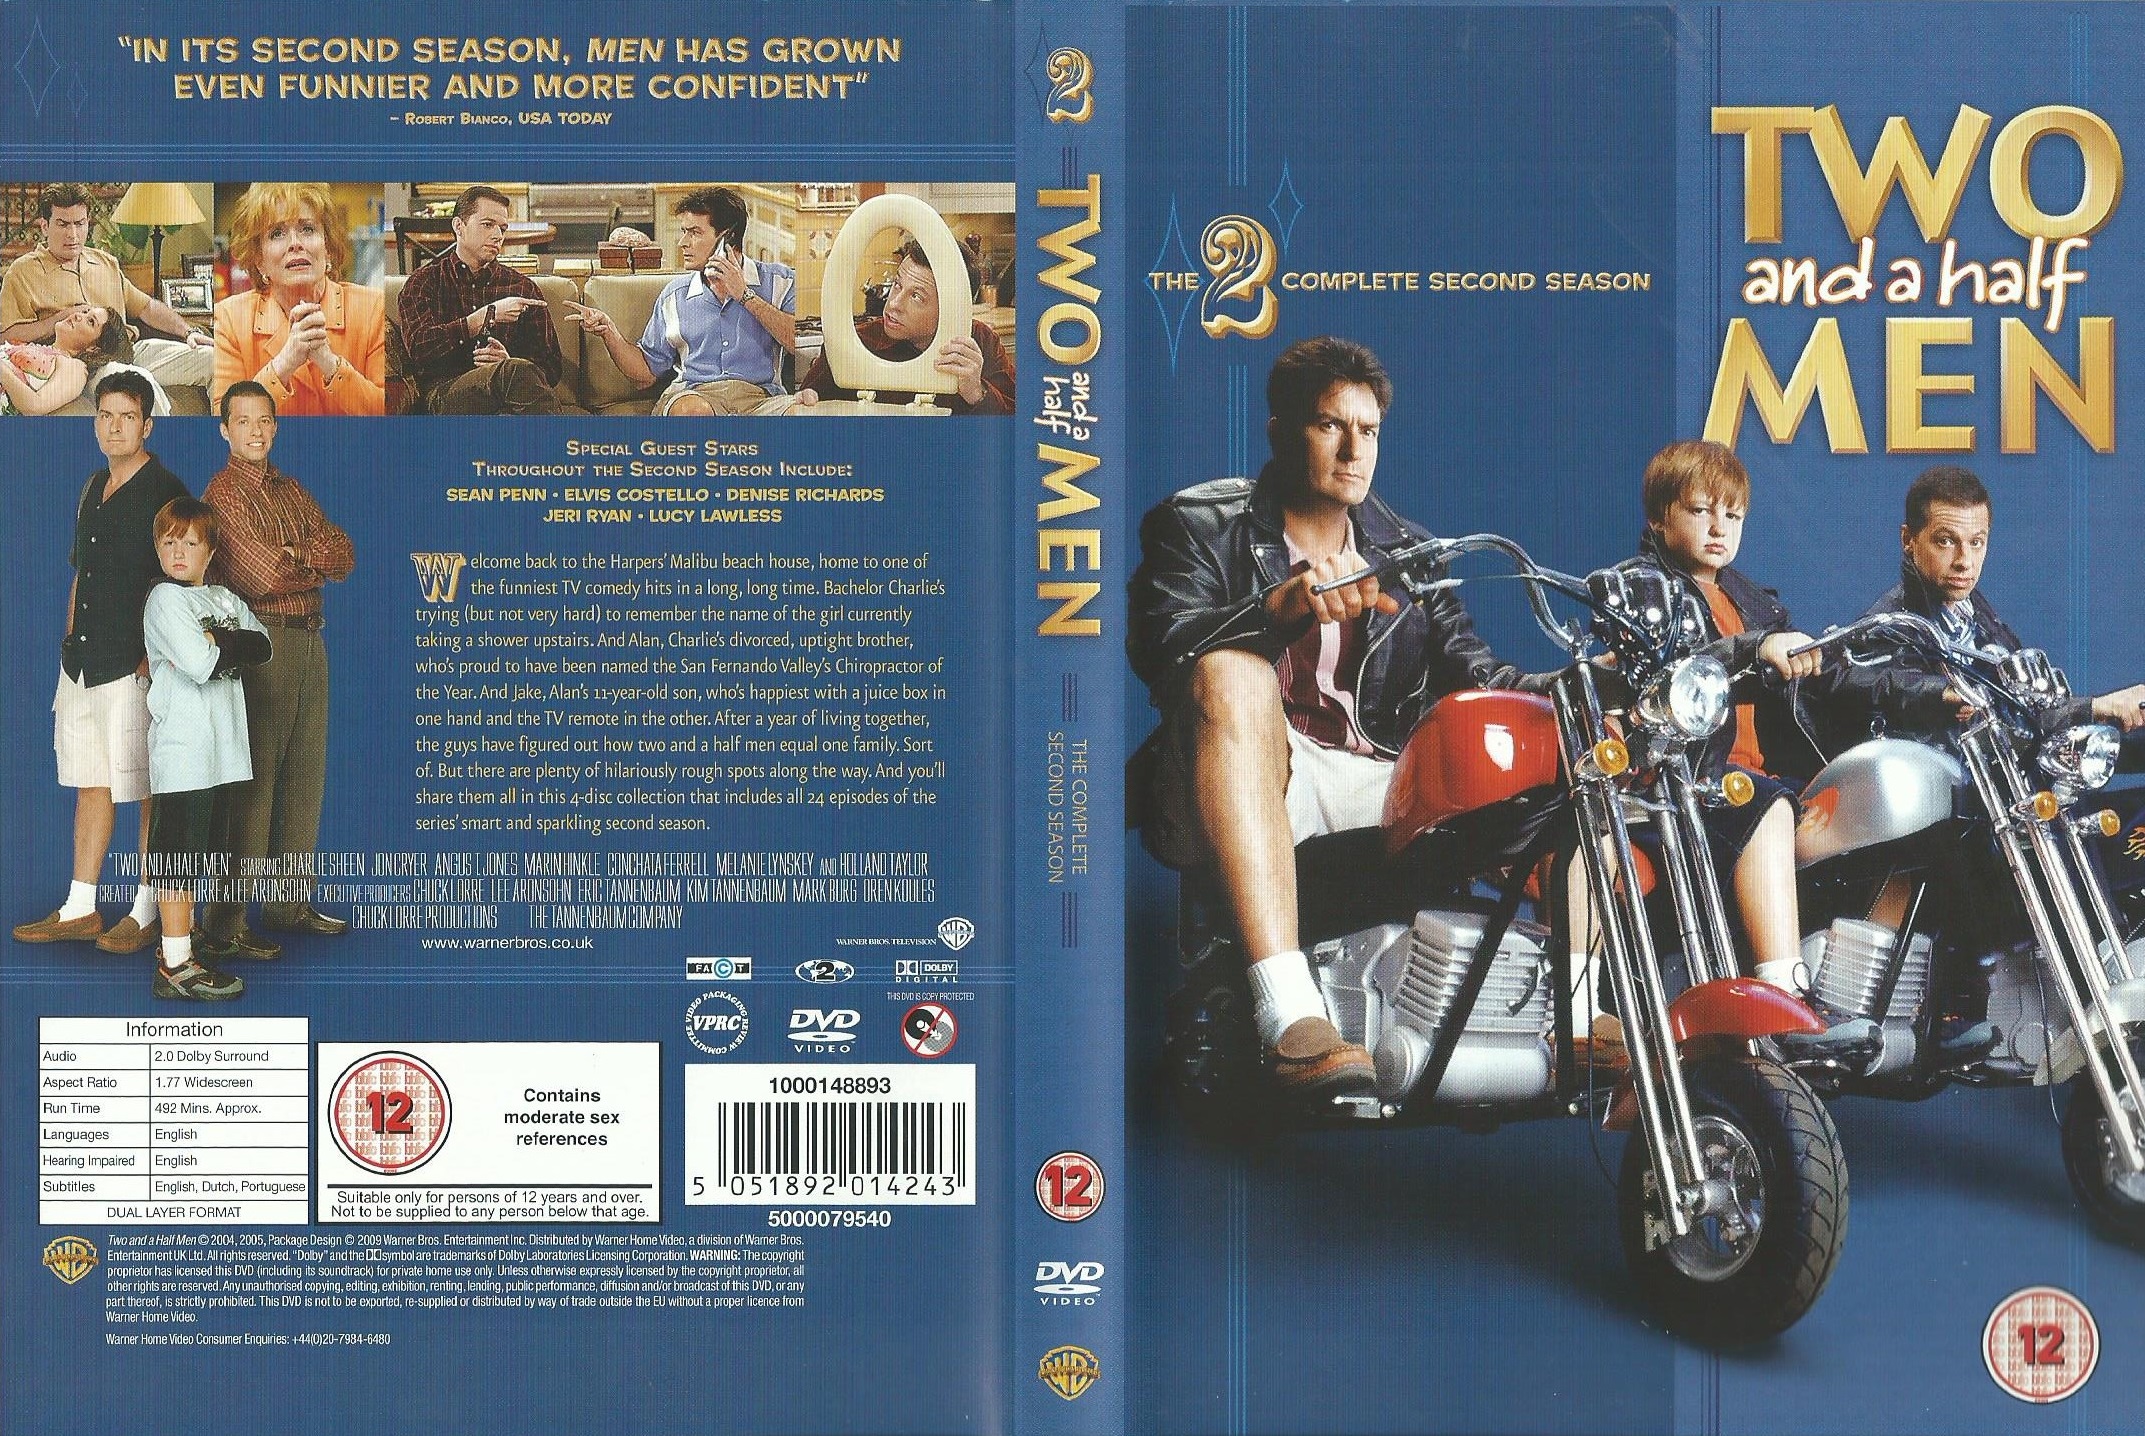 "IN ITS SECOND SEASON, MEN HAS GROWN
EVEN FUNNIER AND MORE CONFIDENT"
- ROBERT BIANCO, USA TODAY
SPECIAL GUEST STARS
THROUGHOUT THE SECOND SEASON INCLUDE:
SEAN PENN • ELVIS COSTELLO • DENISE RICHARDS
JERI RYAN • LUCY LAWLESS
Welcome back to the Harpers' Malibu beach house, home to one of
the funniest TV comedy hits in a long, long time. Bachelor Charlie's
trying (but not very hard) to remember the name of the girl currently
taking a shower upstairs. And Alan, Charlie's divorced, uptight brother,
who's proud to have been named the San Fernando Valley's Chiropractor of
the Year. And Jake, Alan's 11-year-old son, who's happiest with a juice box in
one hand and the TV remote in the other. After a year of living together,
the guys have figured out how two and a half men equal one family. Sort
of. But there are plenty of hilariously rough spots along the way. And you'll
share them all in this 4-disc collection that includes all 24 episodes of the
series' smart and sparkling second season.
"TWO AND A HALF MEN" STARRING CHARLIE SHEEN JON CRYER ANGUS T. JONES MARIN HINKLE CONCHATA FERRELL MELANIE LYNSKEY AND HOLLAND TAYLOR
CREATED BY CHUCK LORRE & LEE ARONSOHN EXECUTIVE PRODUCERS CHUCK LORRE LEE ARONSOHN ERIC TANNENBAUM KIM TANNENBAUM MARK BURG OREN KOULES
CHUCK LORRE PRODUCTIONS THE TANNENBAUM COMPANY
www.warnerbros.co.uk
WARNER BROS. TELEVISION
FACT
2
DOLBY
DIGITAL
VIDEO PACKAGING REVIEW COMMITTEE
VPRC
DVD
VIDEO
THIS DVD IS COPY PROTECTED
Information
Audio 2.0 Dolby Surround
Aspect Ratio 1.77 Widescreen
Run Time 492 Mins. Approx.
Languages English
Hearing Impaired English
Subtitles English, Dutch, Portuguese
DUAL LAYER FORMAT
12
Contains
moderate sex
references
Suitable only for persons of 12 years and over.
Not to be supplied to any person below that age.
1000148893
5 051892 014243
5000079540
Two and a Half Men © 2004, 2005, Package Design © 2009 Warner Bros. Entertainment Inc. Distributed by Warner Home Video, a division of Warner Bros.
Entertainment UK Ltd. All rights reserved. "Dolby" and the symbol are trademarks of Dolby Laboratories Licensing Corporation. WARNING: The copyright
proprietor has licensed this DVD (including its soundtrack) for private home use only. Unless otherwise expressly licensed by the copyright proprietor, all
other rights are reserved. Any unauthorised copying, editing, exhibition, renting, lending, public performance, diffusion and/or broadcast of this DVD, or any
part thereof, is strictly prohibited. This DVD is not to be exported, re-supplied or distributed by way of trade outside the EU without a proper licence from
Warner Home Video.
Warner Home Video Consumer Enquiries: +44(0)20-7984-6480
2
TWO and a half MEN
THE COMPLETE
SECOND SEASON
12
DVD
VIDEO
THE 2 COMPLETE SECOND SEASON
TWO
and a half
MEN
12